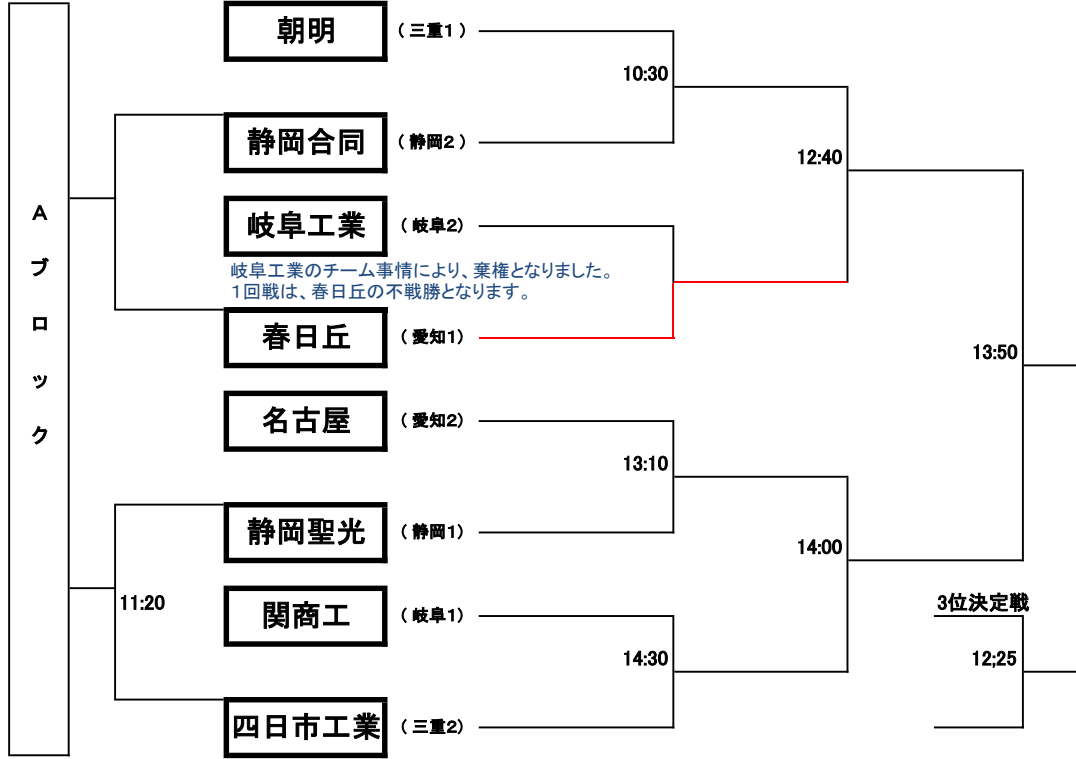 Aブロック
朝明
（三重１）
10:30
静岡合同
（静岡２）
12:40
岐阜工業
（岐阜2）
岐阜工業のチーム事情により、棄権となりました。
１回戦は、春日丘の不戦勝となります。
春日丘
（愛知1）
13:50
名古屋
（愛知2）
13:10
静岡聖光
（静岡1）
14:00
11:20
関商工
（岐阜1）
3位決定戦
14:30
12;25
四日市工業
（三重2）